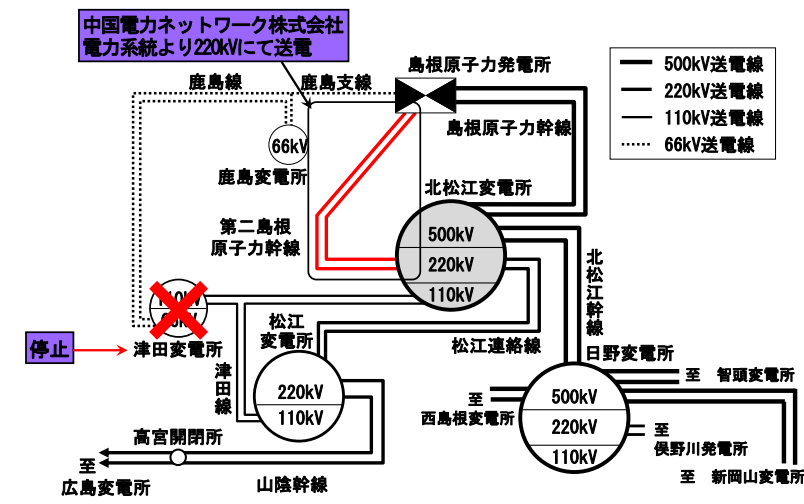 中国電力ネットワーク株式会社
電力系統より220kVにて送電
鹿島線
鹿島支線
島根原子力発電所
500kV送電線
220kV送電線
110kV送電線
66kV送電線
島根原子力幹線
66kV
鹿島変電所
北松江変電所
第二島根
原子力幹線
500kV
220kV
110kV
北松江幹線
停止
津田変電所
松江
変電所
松江連絡線
日野変電所
津田線
220kV
110kV
至 智頭変電所
至
西島根変電所
500kV
220kV
110kV
至
俣野川発電所
高宮開閉所
至
広島変電所
山陰幹線
至 新岡山変電所